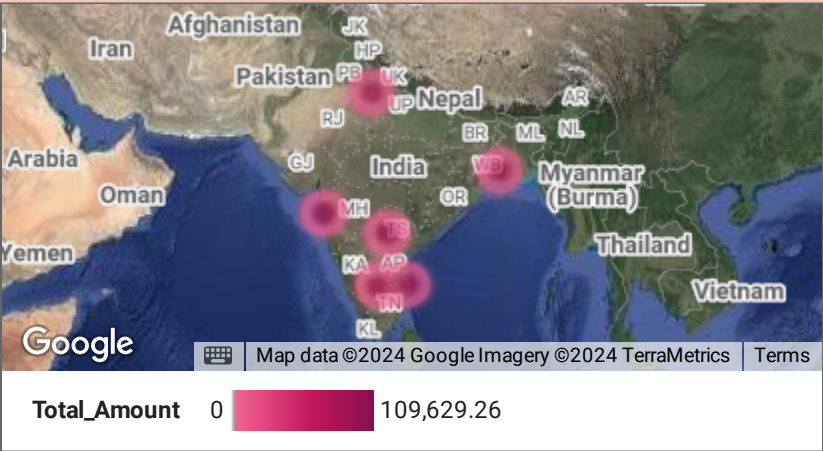 Afghanistan
JK
Iran
HP
Pakistan
PB
UK
UP
Nepal
AR
RJ
BR
ML
NL
Arabia
GJ
India
WB
Myanmar
(Burma)
Oman
OR
MH
TS
Yemen
Thailand
KA
AP
Vietnam
TN
KL
Google
Map data ©2024 Google Imagery ©2024 TerraMetrics
Terms
Total_Amount 0 109,629.26